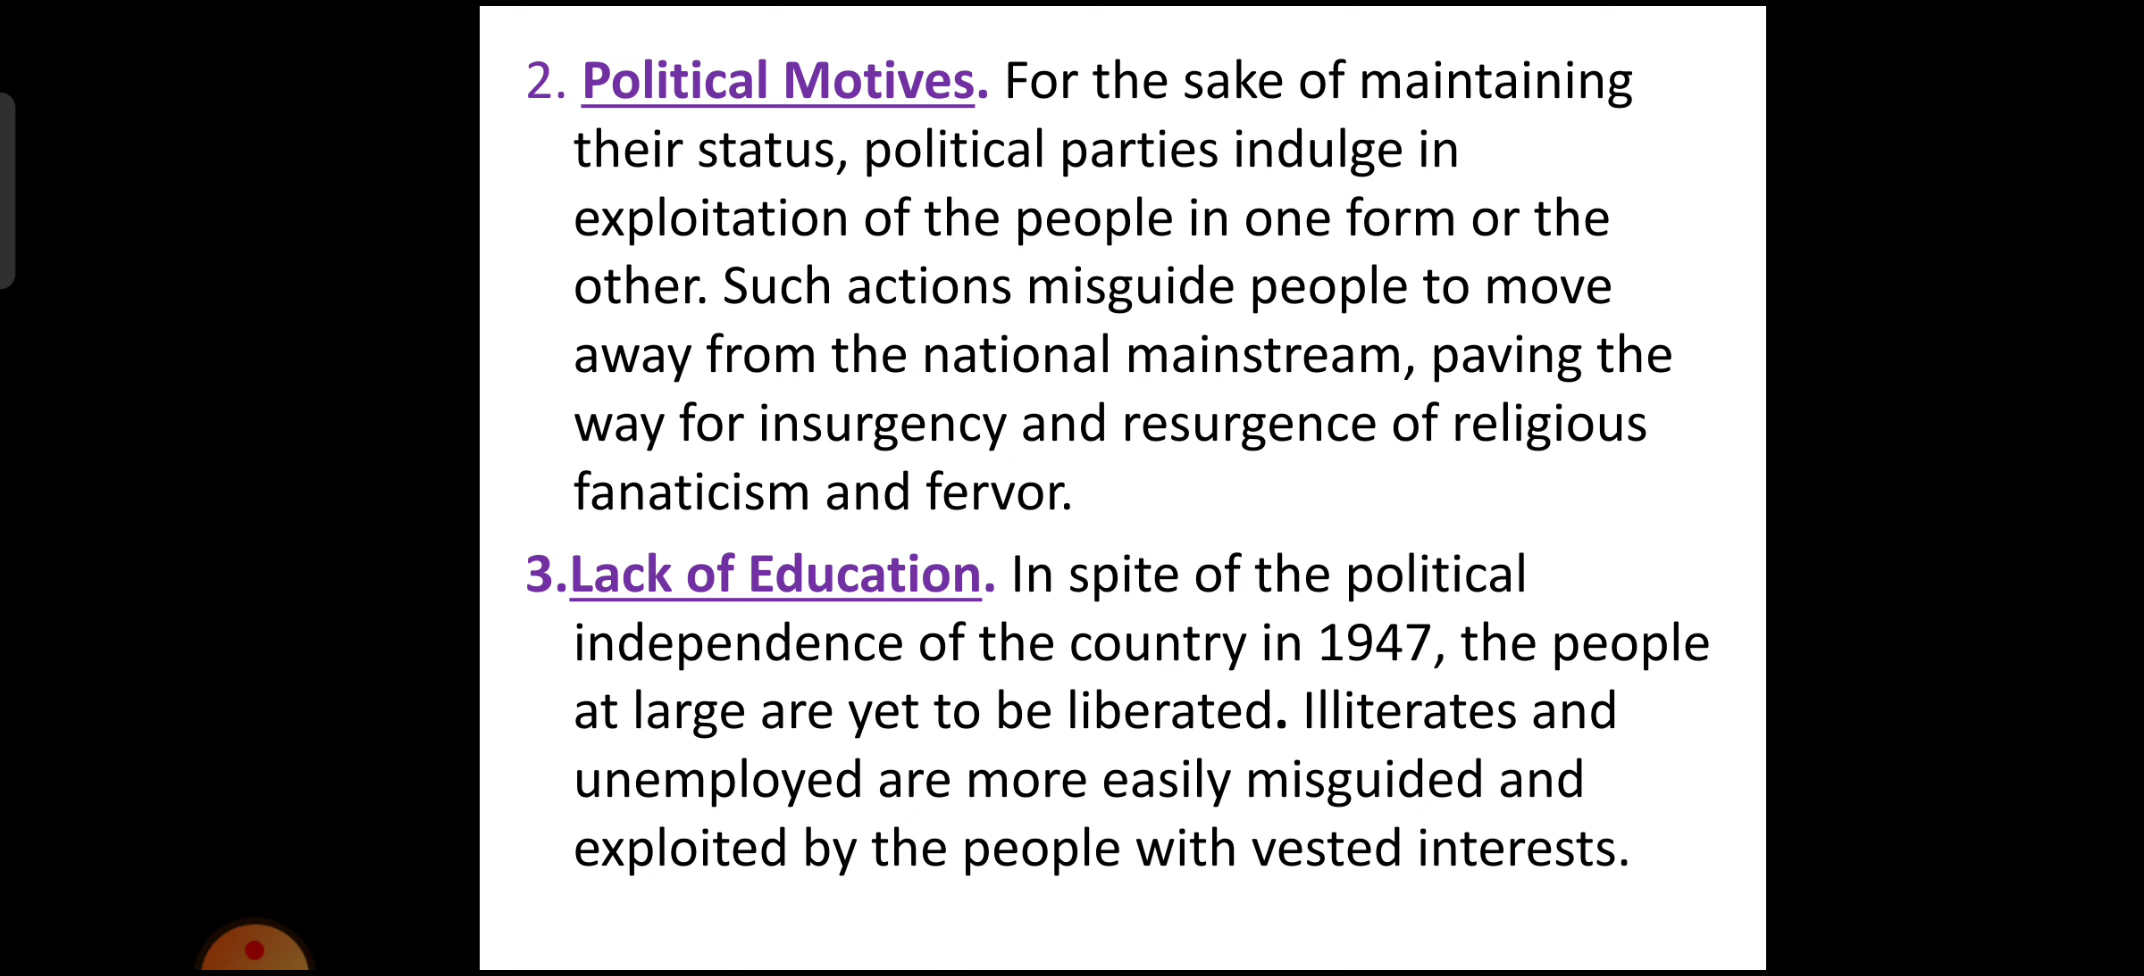 2. Political Motives. For the sake of maintaining
their status, political parties indulge in
exploitation of the people in one form or the
other. Such actions misguide people to move
away from the national mainstream, paving the
way for insurgency and resurgence of religious
fanaticism and fervor.
3.Lack of Education. In spite of the political
independence of the country in 1947, the people
at large are yet to be liberated. Illiterates and
unemployed are more easily misguided and
exploited by the people with vested interests.